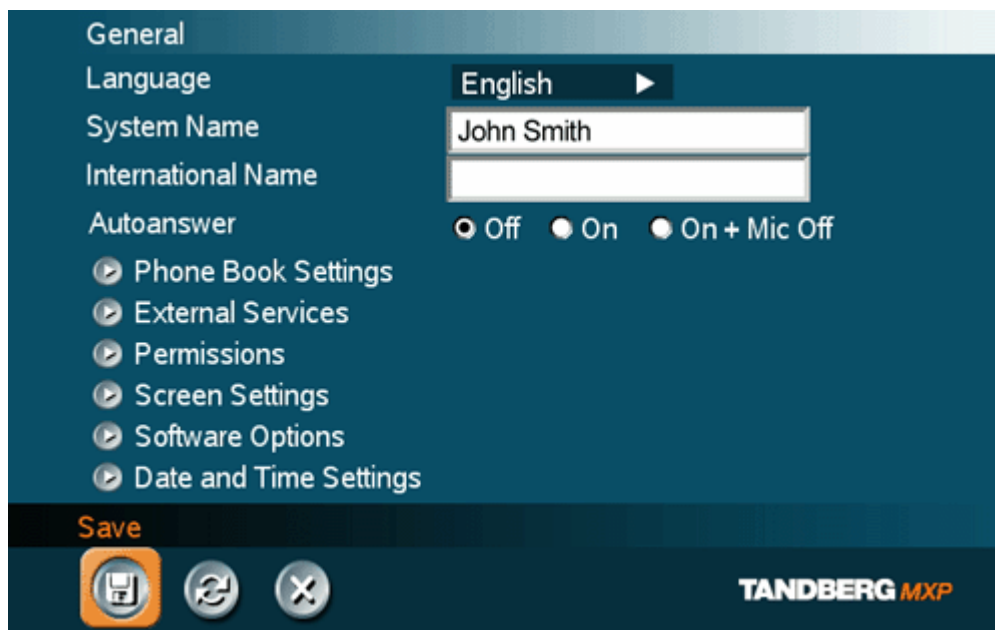 General
Language English
System Name John Smith
International Name
Autoanswer Off On On + Mic Off
Phone Book Settings
External Services
Permissions
Screen Settings
Software Options
Date and Time Settings
Save
TANDBERG MXP